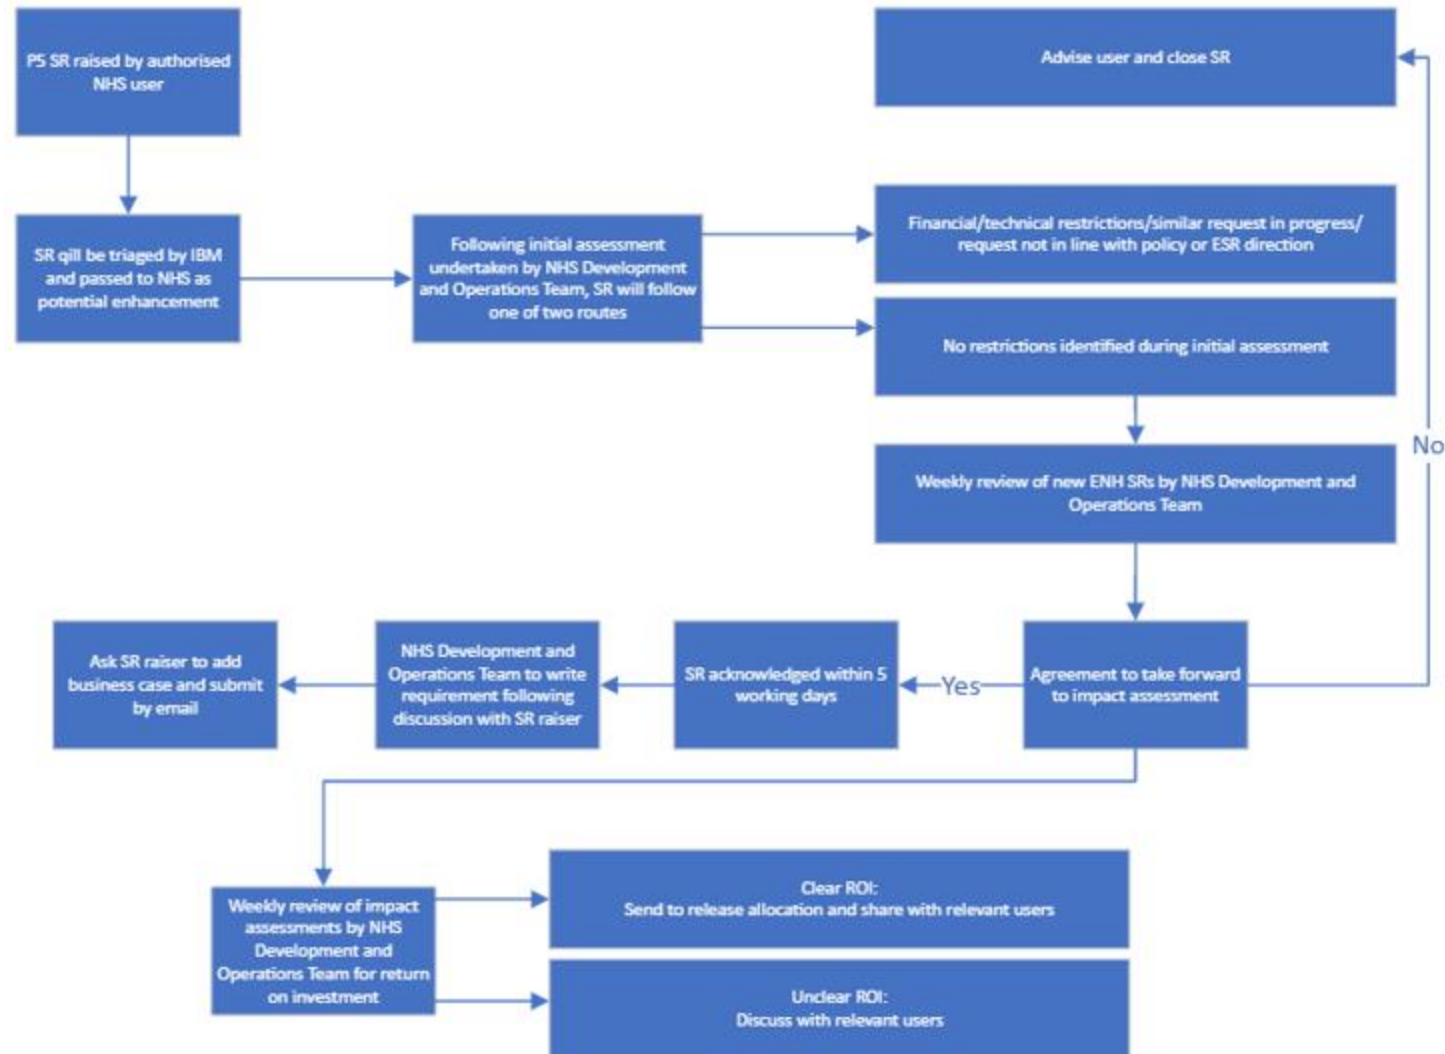 P5 SR raised by authorised
NHS user
Advise user and close SR
SR qill be triaged by IBM
and passed to NHS as
potential enhancement
Following initial assessment
undertaken by NHS Development
and Operations Team, SR will follow
one of two routes
Financial/technical restrictions/similar request in progress/
request not in line with policy or ESR direction
No restrictions identified during initial assessment
No
Weekly review of new ENH SRs by NHS Development and
Operations Team
Agreement to take forward
to impact assessment
Yes
SR acknowledged within 5
working days
NHS Development and
Operations Team to write
requirement following
discussion with SR raiser
Ask SR raiser to add
business case and submit
by email
Weekly review of impact
assessments by NHS
Development and
Operations Team for return
on investment
Clear ROI:
Send to release allocation and share with relevant users
Unclear ROI:
Discuss with relevant users